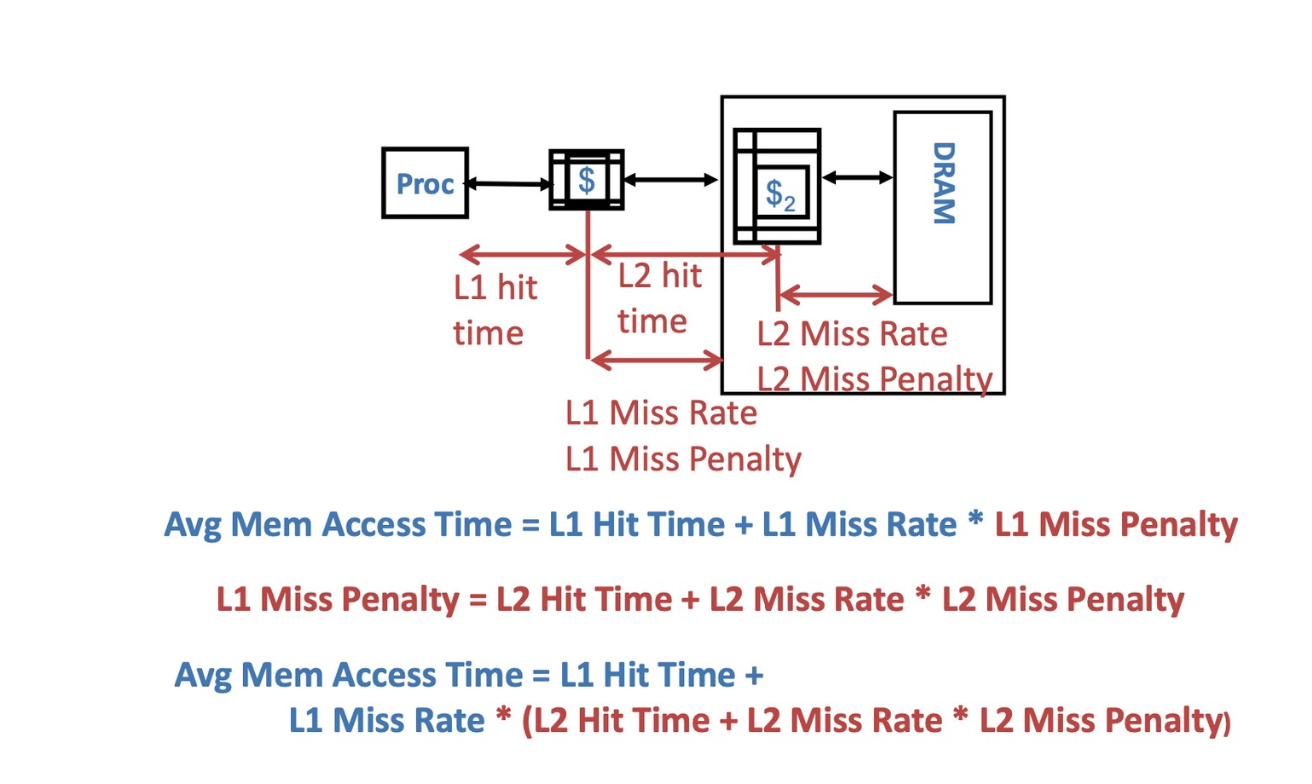 Proc
$
$2
DRAM
L1 hit
time
L2 hit
time
L2 Miss Rate
L2 Miss Penalty
L1 Miss Rate
L1 Miss Penalty
Avg Mem Access Time = L1 Hit Time + L1 Miss Rate * L1 Miss Penalty
L1 Miss Penalty = L2 Hit Time + L2 Miss Rate * L2 Miss Penalty
Avg Mem Access Time = L1 Hit Time +
L1 Miss Rate * (L2 Hit Time + L2 Miss Rate * L2 Miss Penalty)